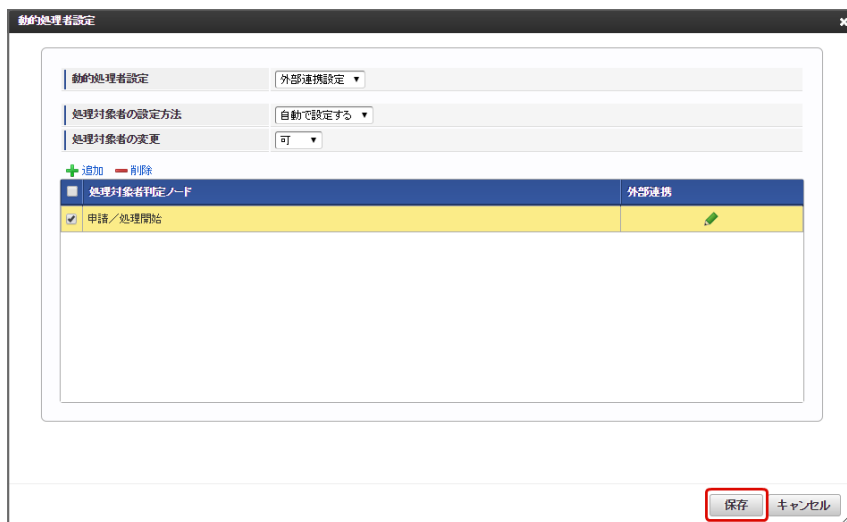 動的処理者設定
動的処理者設定 外部連携設定
処理対象者の設定方法 自動で設定する
処理対象者の変更 可
追加 削除
処理対象者判定ノード 外部連携
申請／処理開始
保存 キャンセル